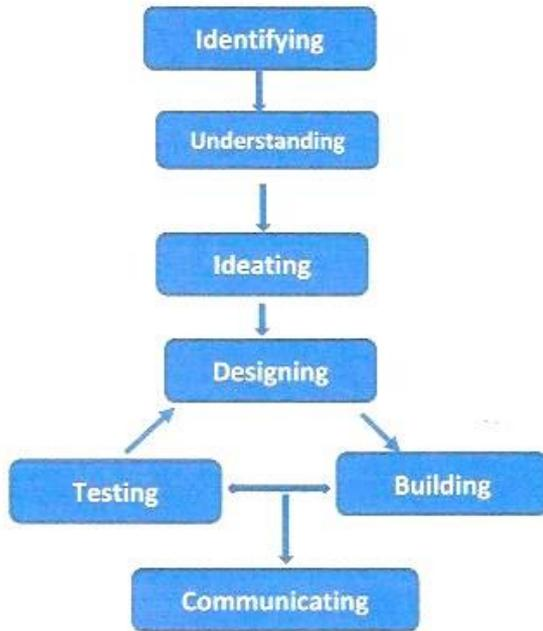 Identifying
Understanding
Ideating
Designing
Testing
Building
Communicating